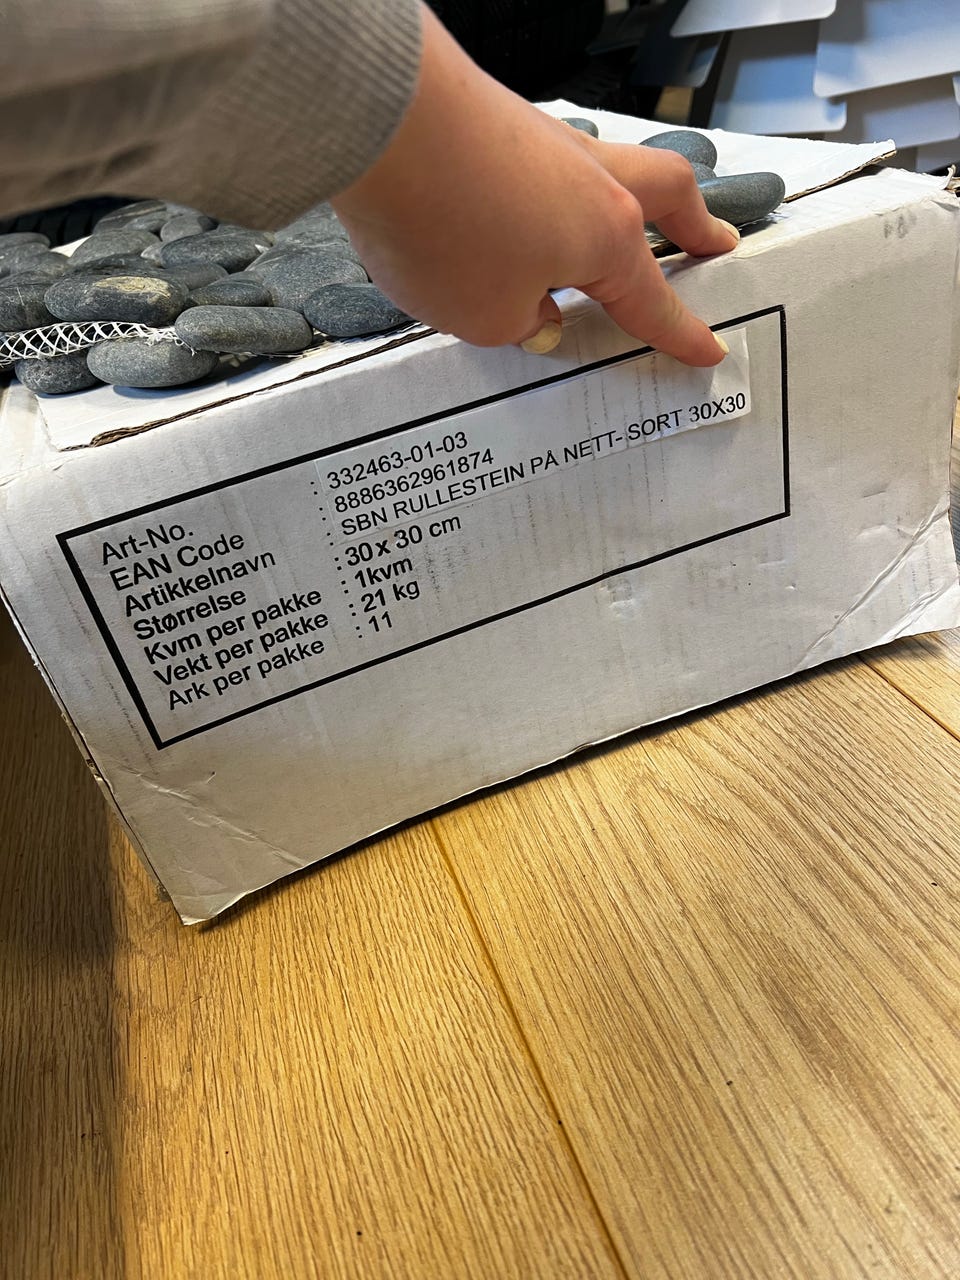 Art-No. : 332463-01-03
EAN Code : 8886362961874
Artikkelnavn : SBN RULLESTEIN PÅ NETT- SORT 30X30
Størrelse : 30 x 30 cm
Kvm per pakke : 1kvm
Vekt per pakke : 21 kg
Ark per pakke : 11